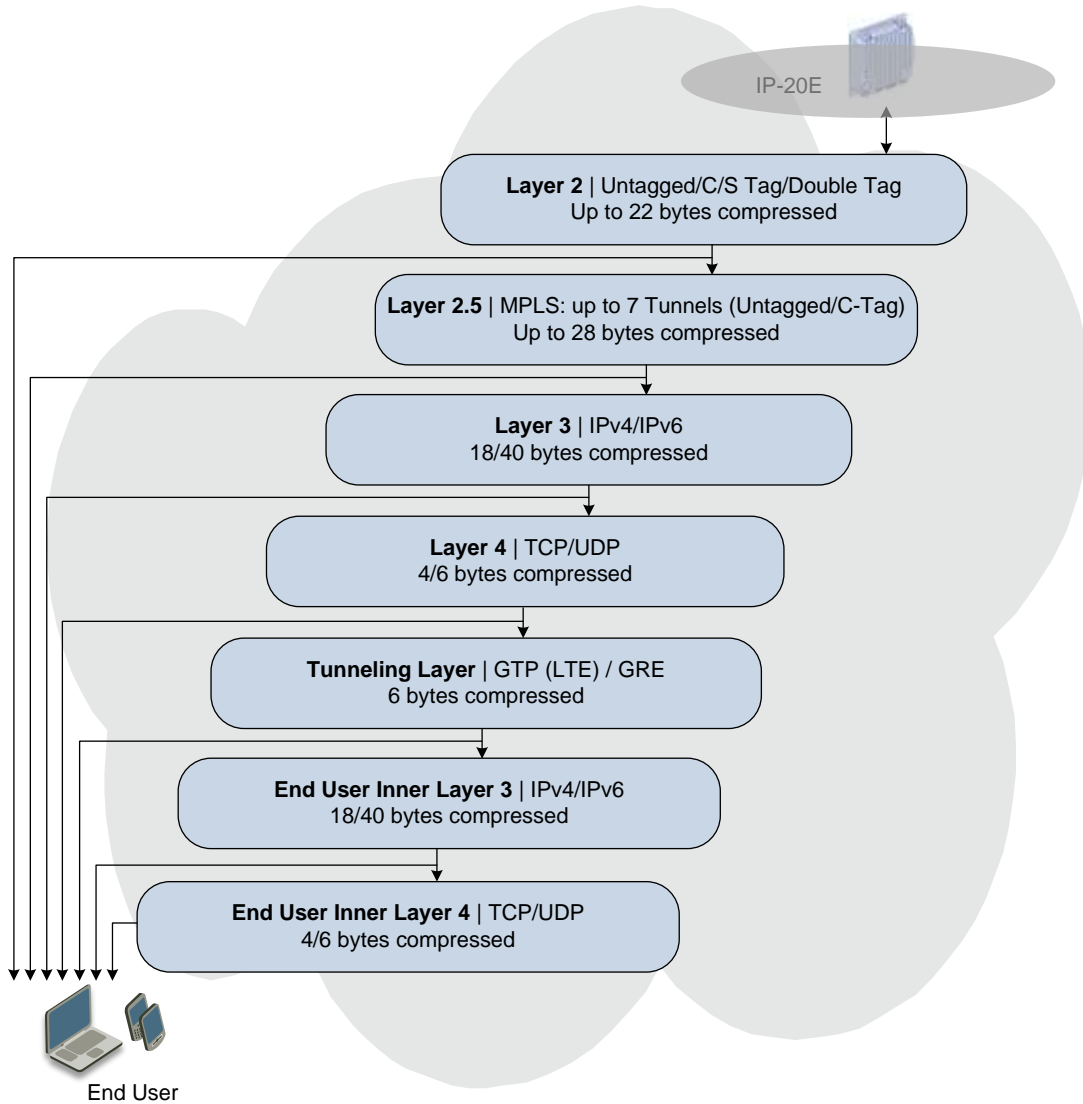 IP-20E
Layer 2 | Untagged/C/S Tag/Double Tag
Up to 22 bytes compressed
Layer 2.5 | MPLS: up to 7 Tunnels (Untagged/C-Tag)
Up to 28 bytes compressed
Layer 3 | IPv4/IPv6
18/40 bytes compressed
Layer 4 | TCP/UDP
4/6 bytes compressed
Tunneling Layer | GTP (LTE) / GRE
6 bytes compressed
End User Inner Layer 3 | IPv4/IPv6
18/40 bytes compressed
End User Inner Layer 4 | TCP/UDP
4/6 bytes compressed
End User